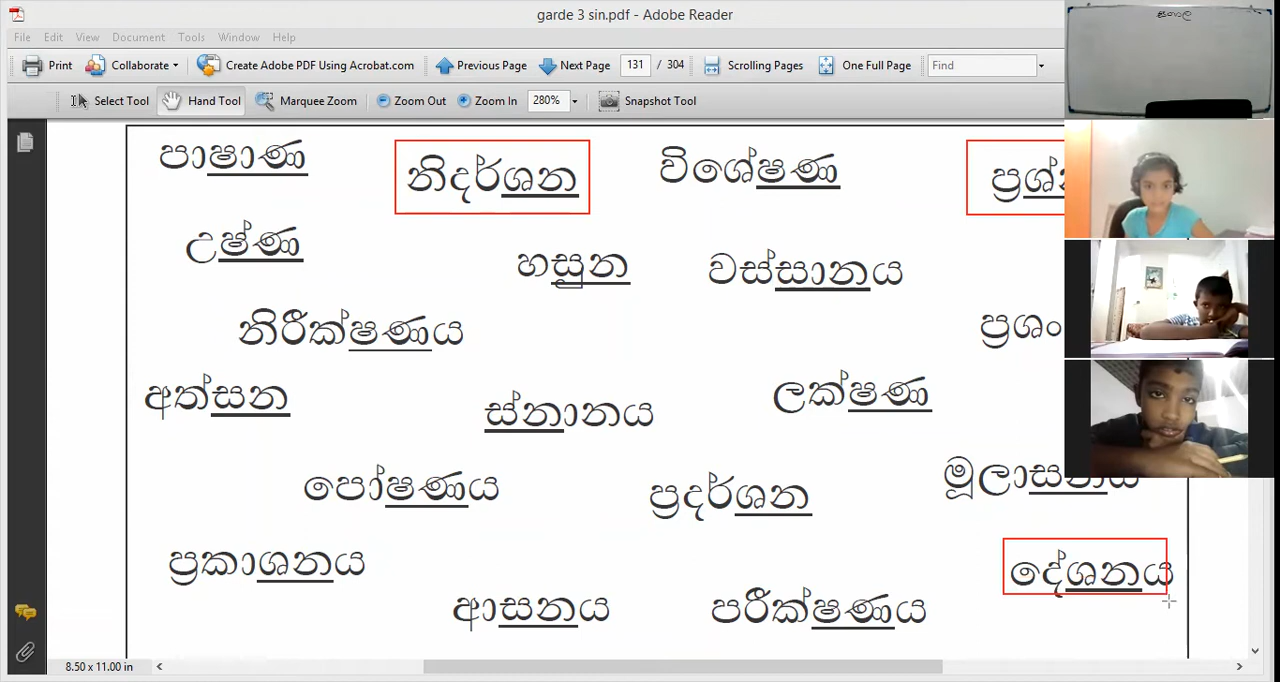 garde 3 sin.pdf - Adobe Reader
File Edit View Document Tools Window Help
Print Collaborate Create Adobe PDF Using Acrobat.com Previous Page Next Page 131 / 304 Scrolling Pages One Full Page Find
Select Tool Hand Tool Marquee Zoom Zoom Out Zoom In 280% Snapshot Tool
පාෂාණ නිදර්ශන විශේෂණ
උෂ්ණ හසුන වස්සානය
නිරීක්ෂණය
අත්සන ස්නානය ලක්ෂණ
පෝෂණය ප්‍රදර්ශන මූලාසනය
ප්‍රකාශනය දේශනය
ආසනය පරීක්ෂණය
8.50 x 11.00 in